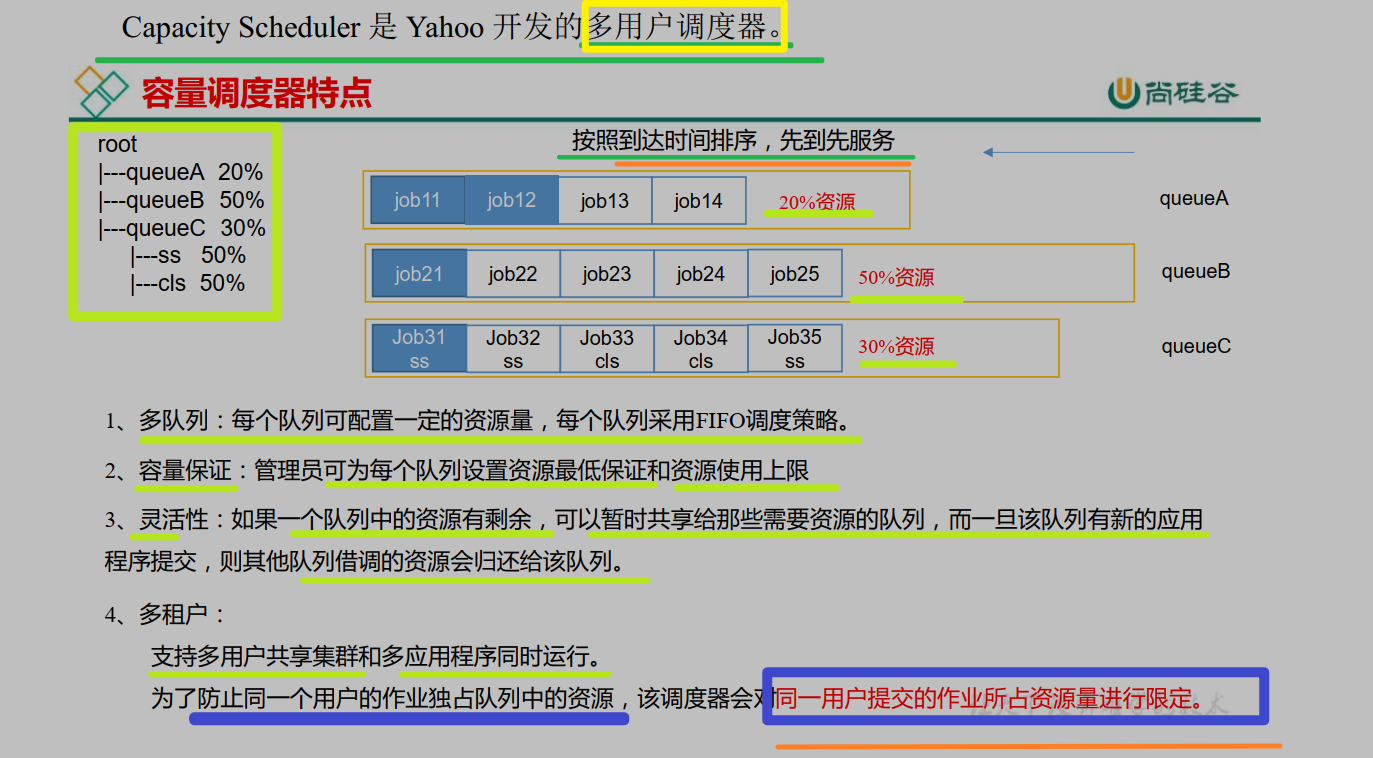 Capacity Scheduler 是 Yahoo 开发的多用户调度器。
容量调度器特点
尚硅谷
root
|---queueA 20%
|---queueB 50%
|---queueC 30%
|---ss 50%
|---cls 50%
按照到达时间排序，先到先服务
job11 job12 job13 job14 20%资源 queueA
job21 job22 job23 job24 job25 50%资源 queueB
Job31 Job32 Job33 Job34 Job35 30%资源 queueC
ss ss cls cls ss
1、多队列：每个队列可配置一定的资源量，每个队列采用FIFO调度策略。
2、容量保证：管理员可为每个队列设置资源最低保证和资源使用上限
3、灵活性：如果一个队列中的资源有剩余，可以暂时共享给那些需要资源的队列，而一旦该队列有新的应用
程序提交，则其他队列借调的资源会归还给该队列。
4、多租户：
支持多用户共享集群和多应用程序同时运行。
为了防止同一个用户的作业独占队列中的资源，该调度器会对同一用户提交的作业所占资源量进行限定。